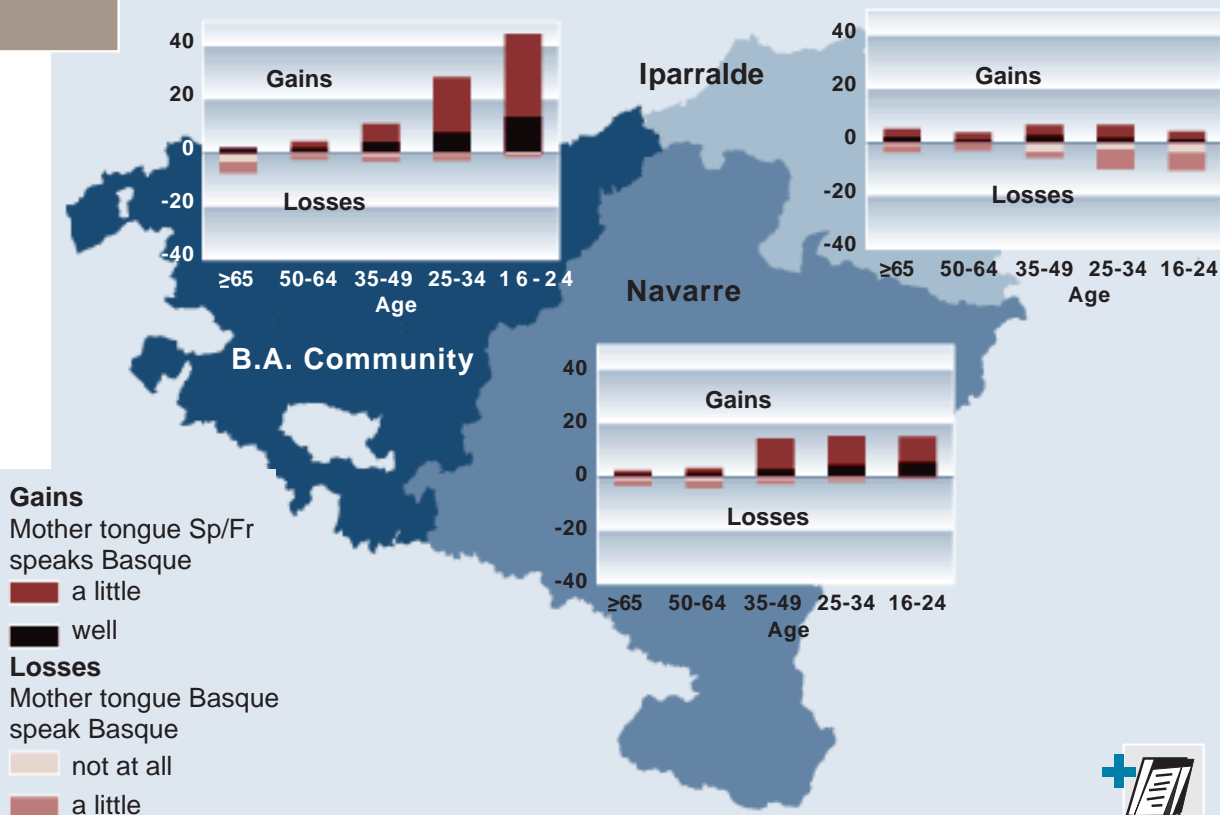 40
20
0
-20
-40
Gains
Losses
≥65 50-64 35-49 25-34 16-24
Age
Iparralde
40
20
0
-20
-40
Gains
Losses
≥65 50-64 35-49 25-34 16-24
Age
Navarre
B.A. Community
40
20
0
-20
-40
Gains
Losses
≥65 50-64 35-49 25-34 16-24
Age
Gains
Mother tongue Sp/Fr
speaks Basque
a little
well
Losses
Mother tongue Basque
speak Basque
not at all
a little